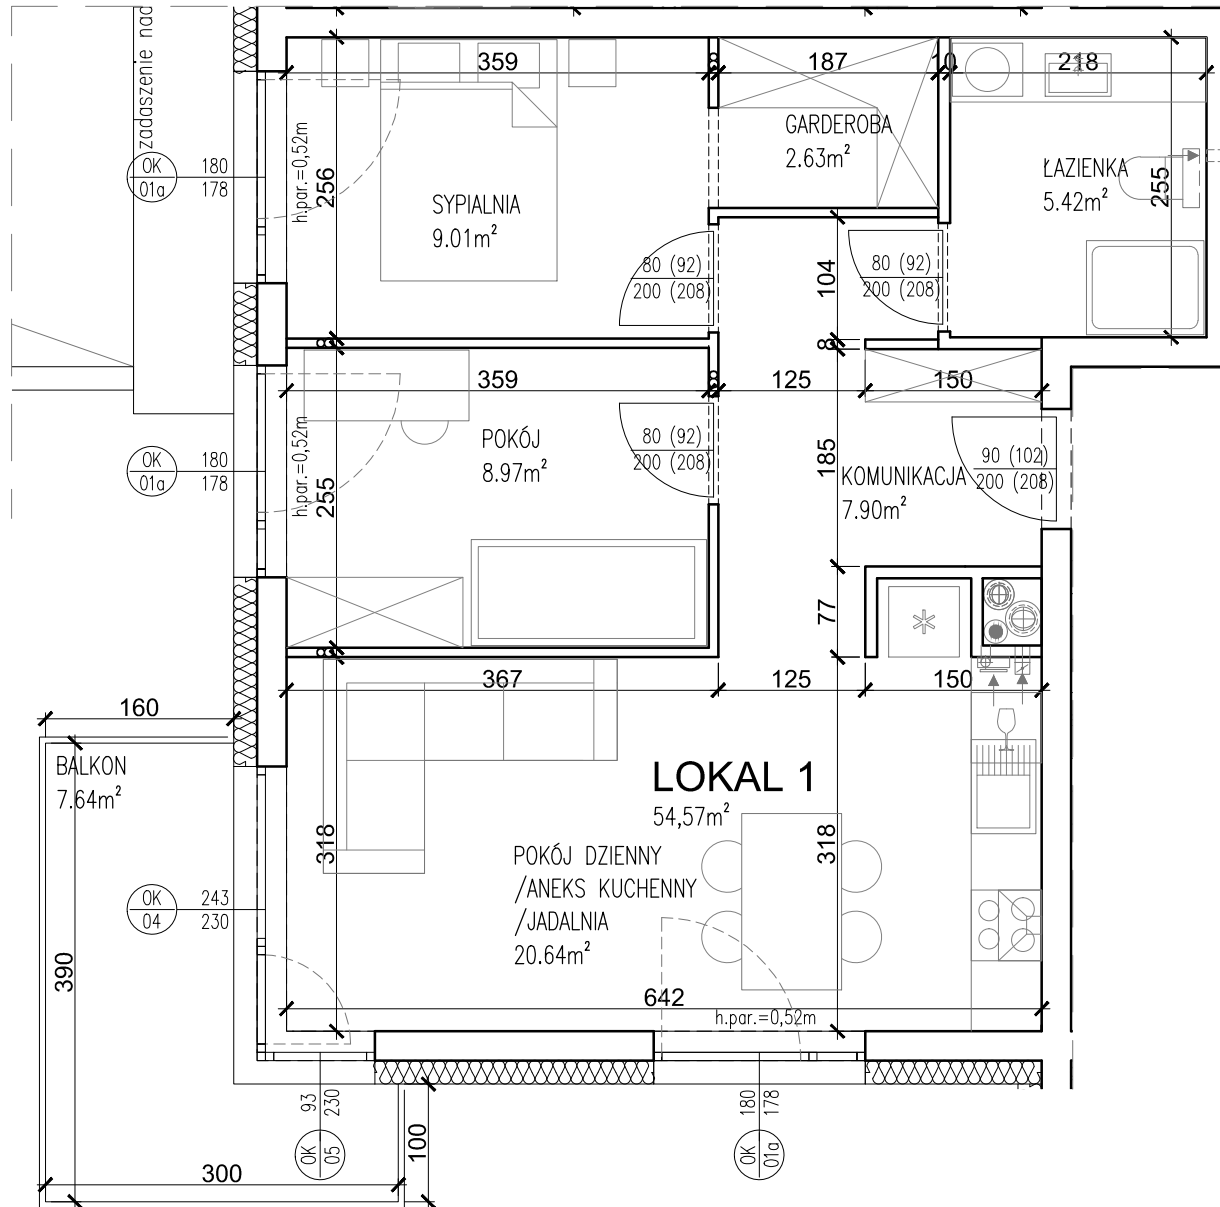 zadaszenie nad
359
187
10
218
8
GARDEROBA
2.63m²
ŁAZIENKA
5.42m²
255
OK
01a
180
178
h.par.=0,52m
256
SYPIALNIA
9.01m²
80 (92)
200 (208)
80 (92)
200 (208)
104
8
8
359
8
125
150
OK
01a
180
178
h.par.=0,52m
255
POKÓJ
8.97m²
80 (92)
200 (208)
185
KOMUNIKACJA
7.90m²
90 (102)
200 (208)
77
8
367
125
150
160
BALKON
7.64m²
LOKAL 1
54,57m²
318
318
POKÓJ DZIENNY
/ANEKS KUCHENNY
/JADALNIA
20.64m²
OK
04
243
230
390
642
h.par.=0,52m
93
230
OK
05
180
178
OK
01a
100
300